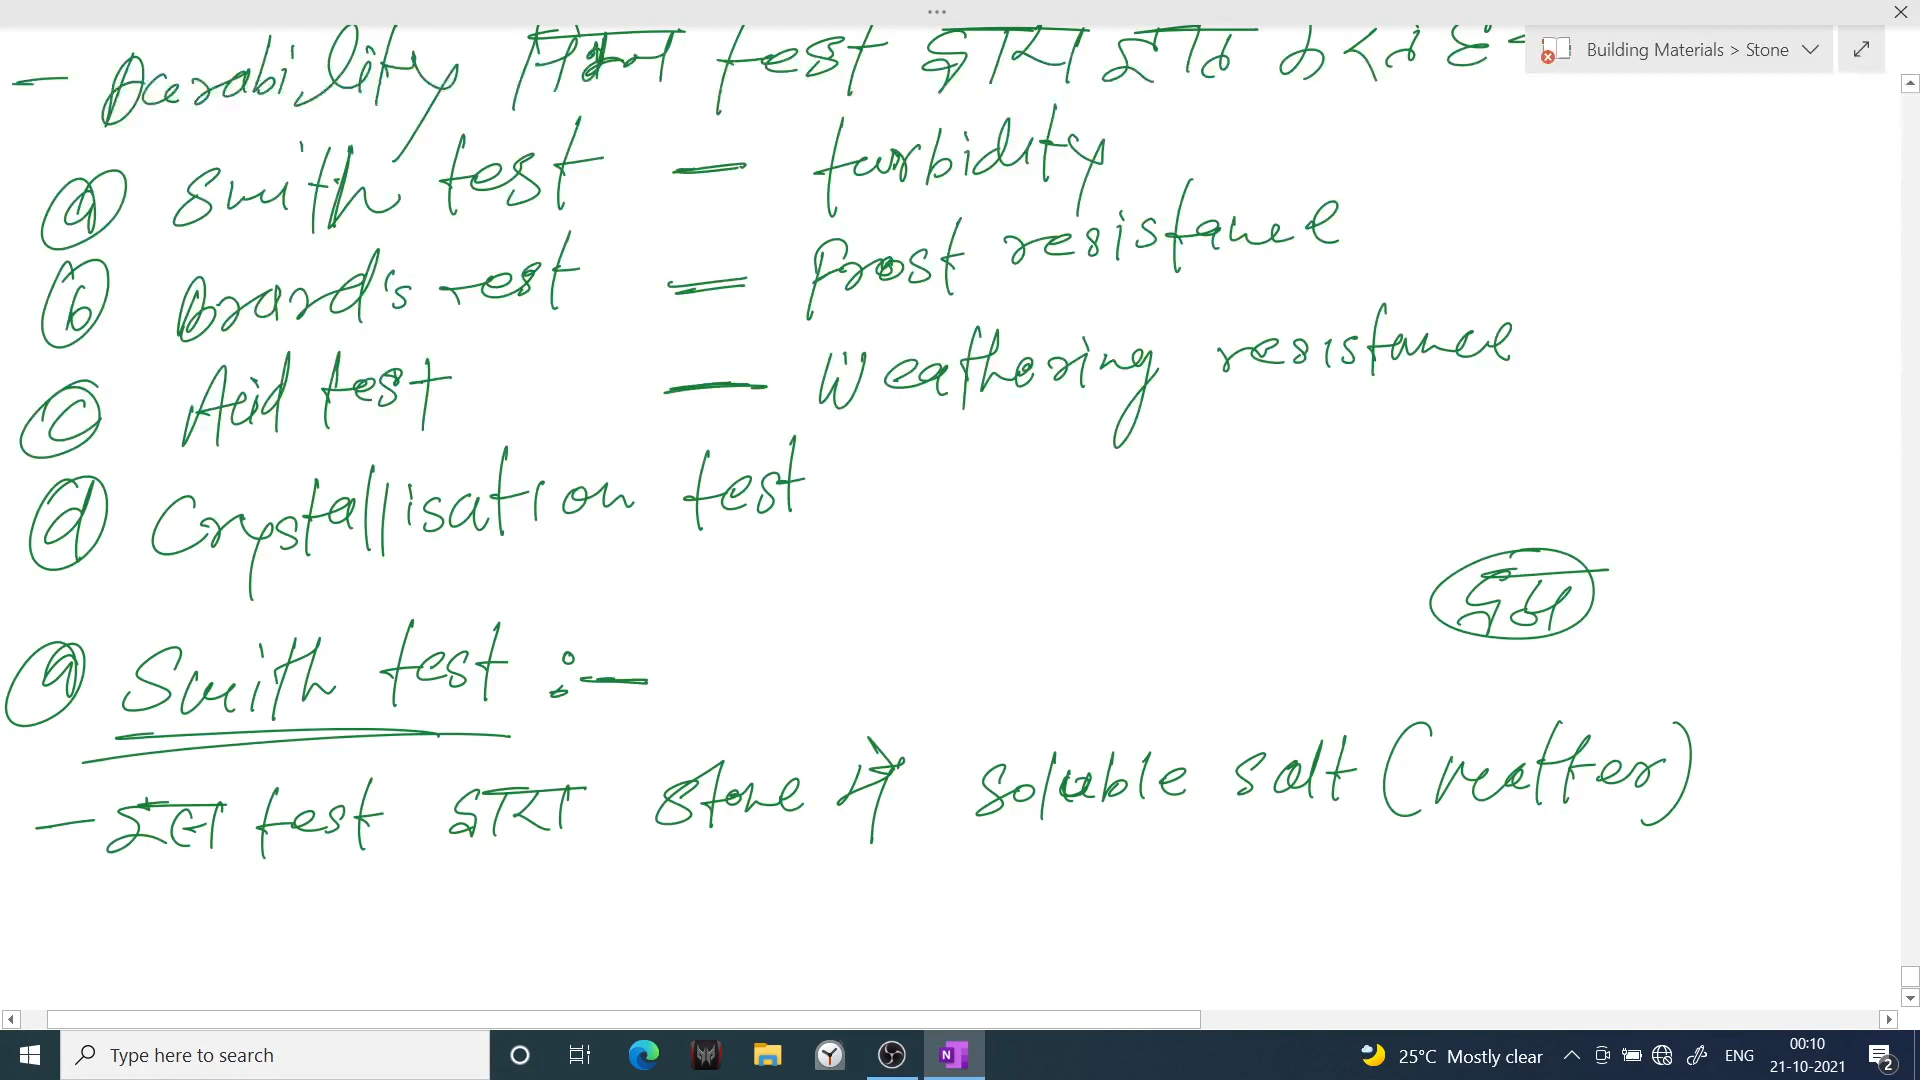 ...
Building Materials > Stone
- Durability निम्न test द्वारा ज्ञात करते है-
ⓐ Smith test — turbidity
ⓑ Brard's test = Frost resistance
ⓒ Acid test — Weathering resistance
ⓓ Crystallisation test
ⓐ Smith test :-
- इस test द्वारा stone में soluble salt (matter)
Type here to search
25°C Mostly clear
ENG
00:10
21-10-2021
2